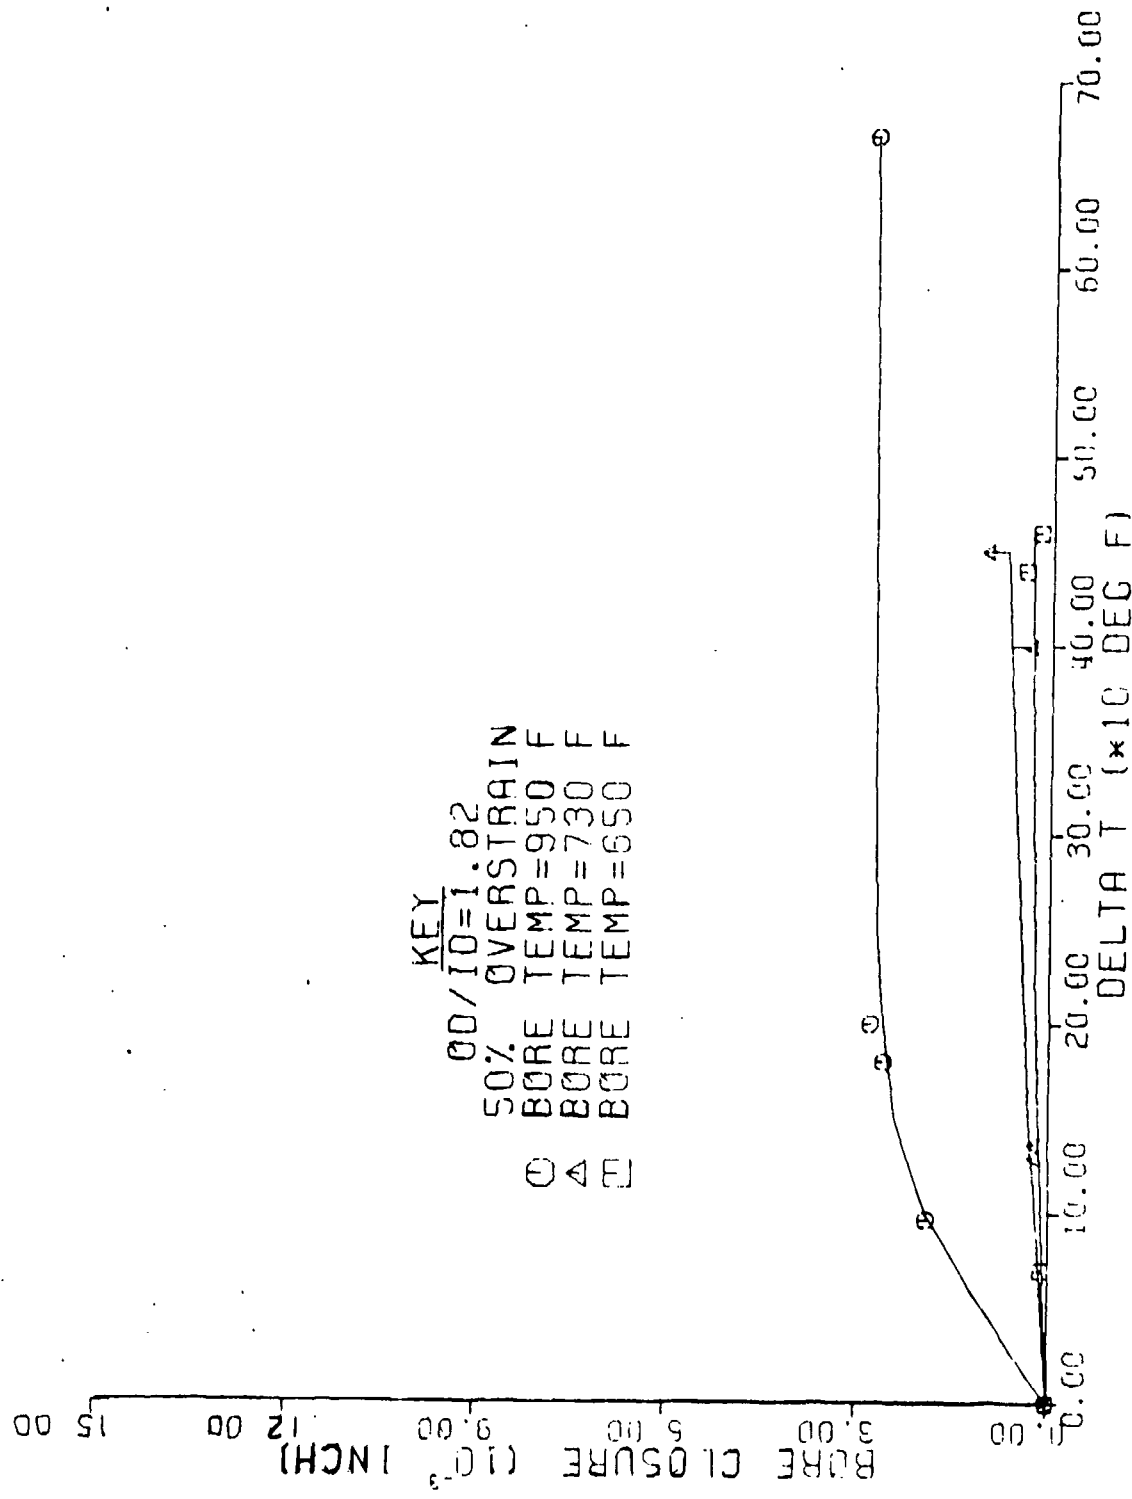 KEY
OD/ID=1.82
50% OVERSTRAIN
BORE TEMP=950 F
BORE TEMP=730 F
BORE TEMP=650 F
BORE CLOSURE (10⁻³ INCH)
15.00
12.00
9.00
3.00
0.00
0.00
10.00
20.00
30.00
40.00
50.00
60.00
70.00
DELTA T (*10 DEG F)